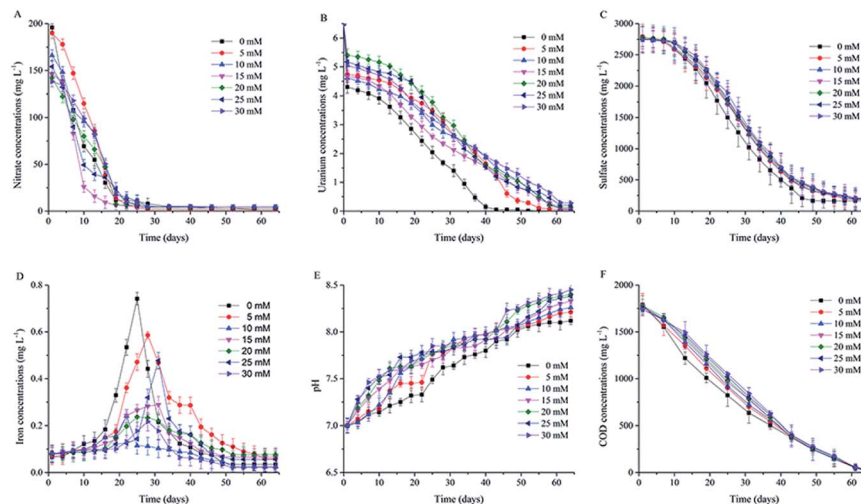 A
Nitrate concentrations (mg L⁻¹)
200
150
100
50
0
0 mM
5 mM
10 mM
15 mM
20 mM
25 mM
30 mM
0 10 20 30 40 50 60
Time (days)
B
Uranium concentrations (mg L⁻¹)
6
5
4
3
2
1
0
0 mM
5 mM
10 mM
15 mM
20 mM
25 mM
30 mM
0 10 20 30 40 50 60
Time (days)
C
Sulfate concentrations (mg L⁻¹)
3000
2500
2000
1500
1000
500
0
0 mM
5 mM
10 mM
15 mM
20 mM
25 mM
30 mM
0 10 20 30 40 50 60
Time (days)
D
Iron concentrations (mg L⁻¹)
0.8
0.6
0.4
0.2
0.0
0 mM
5 mM
10 mM
15 mM
20 mM
25 mM
30 mM
0 10 20 30 40 50 60
Time (days)
E
pH
8.5
8.0
7.5
7.0
6.5
0 mM
5 mM
10 mM
15 mM
20 mM
25 mM
30 mM
0 10 20 30 40 50 60
Time (days)
F
COD concentrations (mg L⁻¹)
2000
1500
1000
500
0
0 mM
5 mM
10 mM
15 mM
20 mM
25 mM
30 mM
0 10 20 30 40 50 60
Time (days)